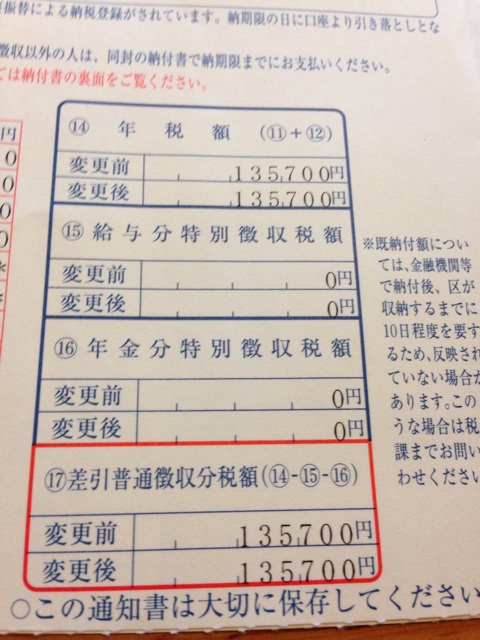 振替による納税登録がされています。納期限の日に口座より引き落としとな
徴収以外の人は、同封の納付書で納期限までにお支払いください。
ては納付書の裏面をご覧ください。
円
0
0
0
0
*
*
⑭ 年税額 (⑪+⑫)
変更前 135,700円
変更後 135,700円
⑮給与分特別徴収税額
変更前 0円
変更後 0円
⑯年金分特別徴収税額
変更前 0円
変更後 0円
⑰差引普通徴収分税額(⑭-⑮-⑯)
変更前 135,700円
変更後 135,700円
※既納付額につい
ては、金融機関等
で納付後、区が
収納するまでに
10日程度を要す
るため、反映され
ていない場合が
あります。この
うな場合は税
課までお問い
わせください
○この通知書は大切に保存してください